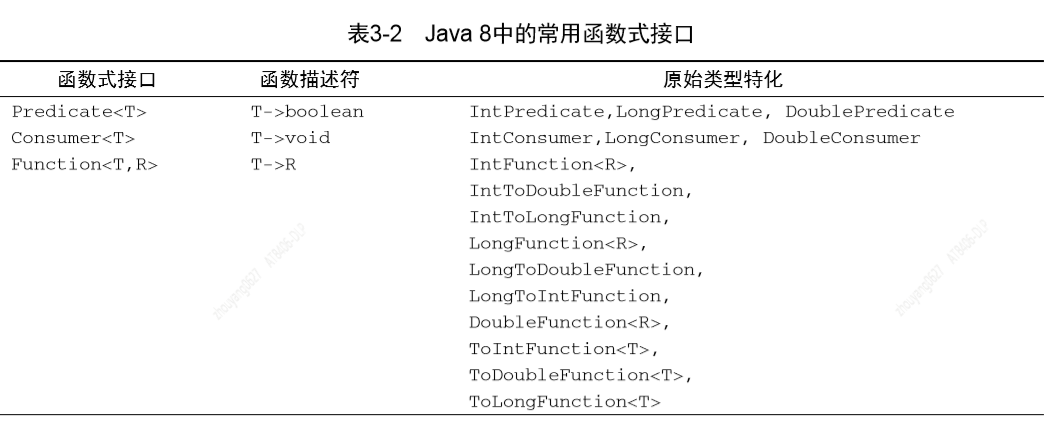 表3-2 Java 8中的常用函数式接口
函数式接口 函数描述符 原始类型特化
Predicate<T> T->boolean IntPredicate,LongPredicate, DoublePredicate
Consumer<T> T->void IntConsumer,LongConsumer, DoubleConsumer
Function<T,R> T->R IntFunction<R>,
IntToDoubleFunction,
IntToLongFunction,
LongFunction<R>,
LongToDoubleFunction,
LongToIntFunction,
DoubleFunction<R>,
ToIntFunction<T>,
ToDoubleFunction<T>,
ToLongFunction<T>